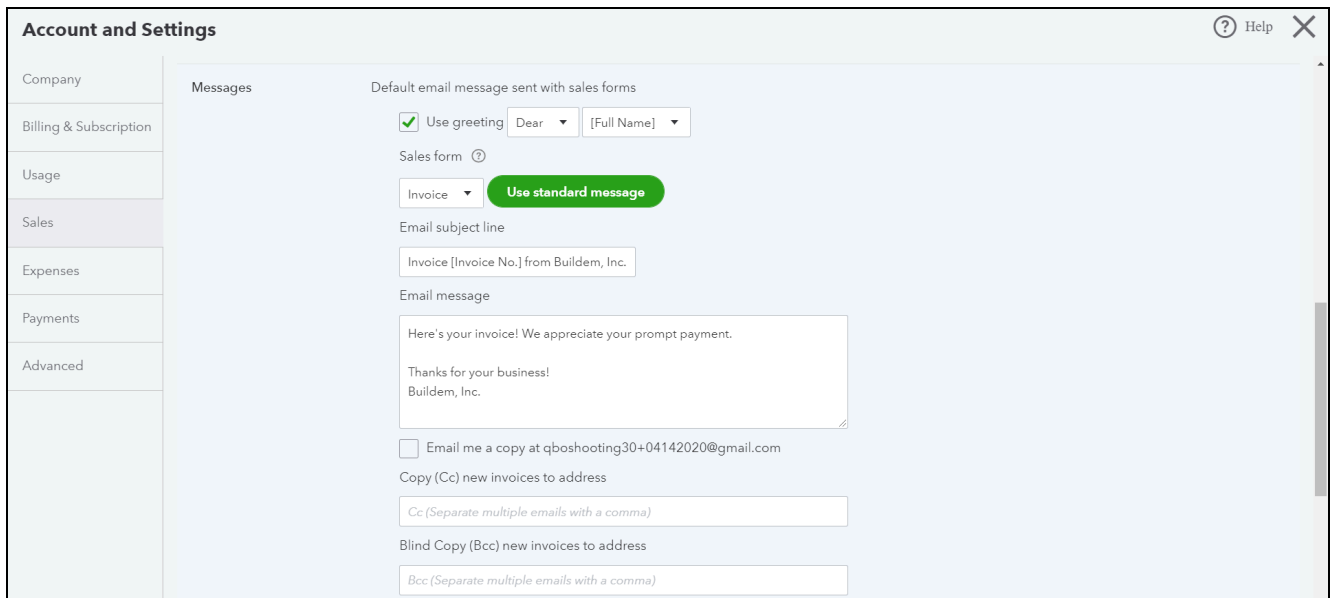 Account and Settings
Help
Company
Billing & Subscription
Usage
Sales
Expenses
Payments
Advanced
Messages
Default email message sent with sales forms
Use greeting Dear [Full Name]
Sales form ?
Invoice Use standard message
Email subject line
Invoice [Invoice No.] from Buildem, Inc.
Email message
Here's your invoice! We appreciate your prompt payment.
Thanks for your business!
Buildem, Inc.
Email me a copy at qboshooting30+04142020@gmail.com
Copy (Cc) new invoices to address
Cc (Separate multiple emails with a comma)
Blind Copy (Bcc) new invoices to address
Bcc (Separate multiple emails with a comma)